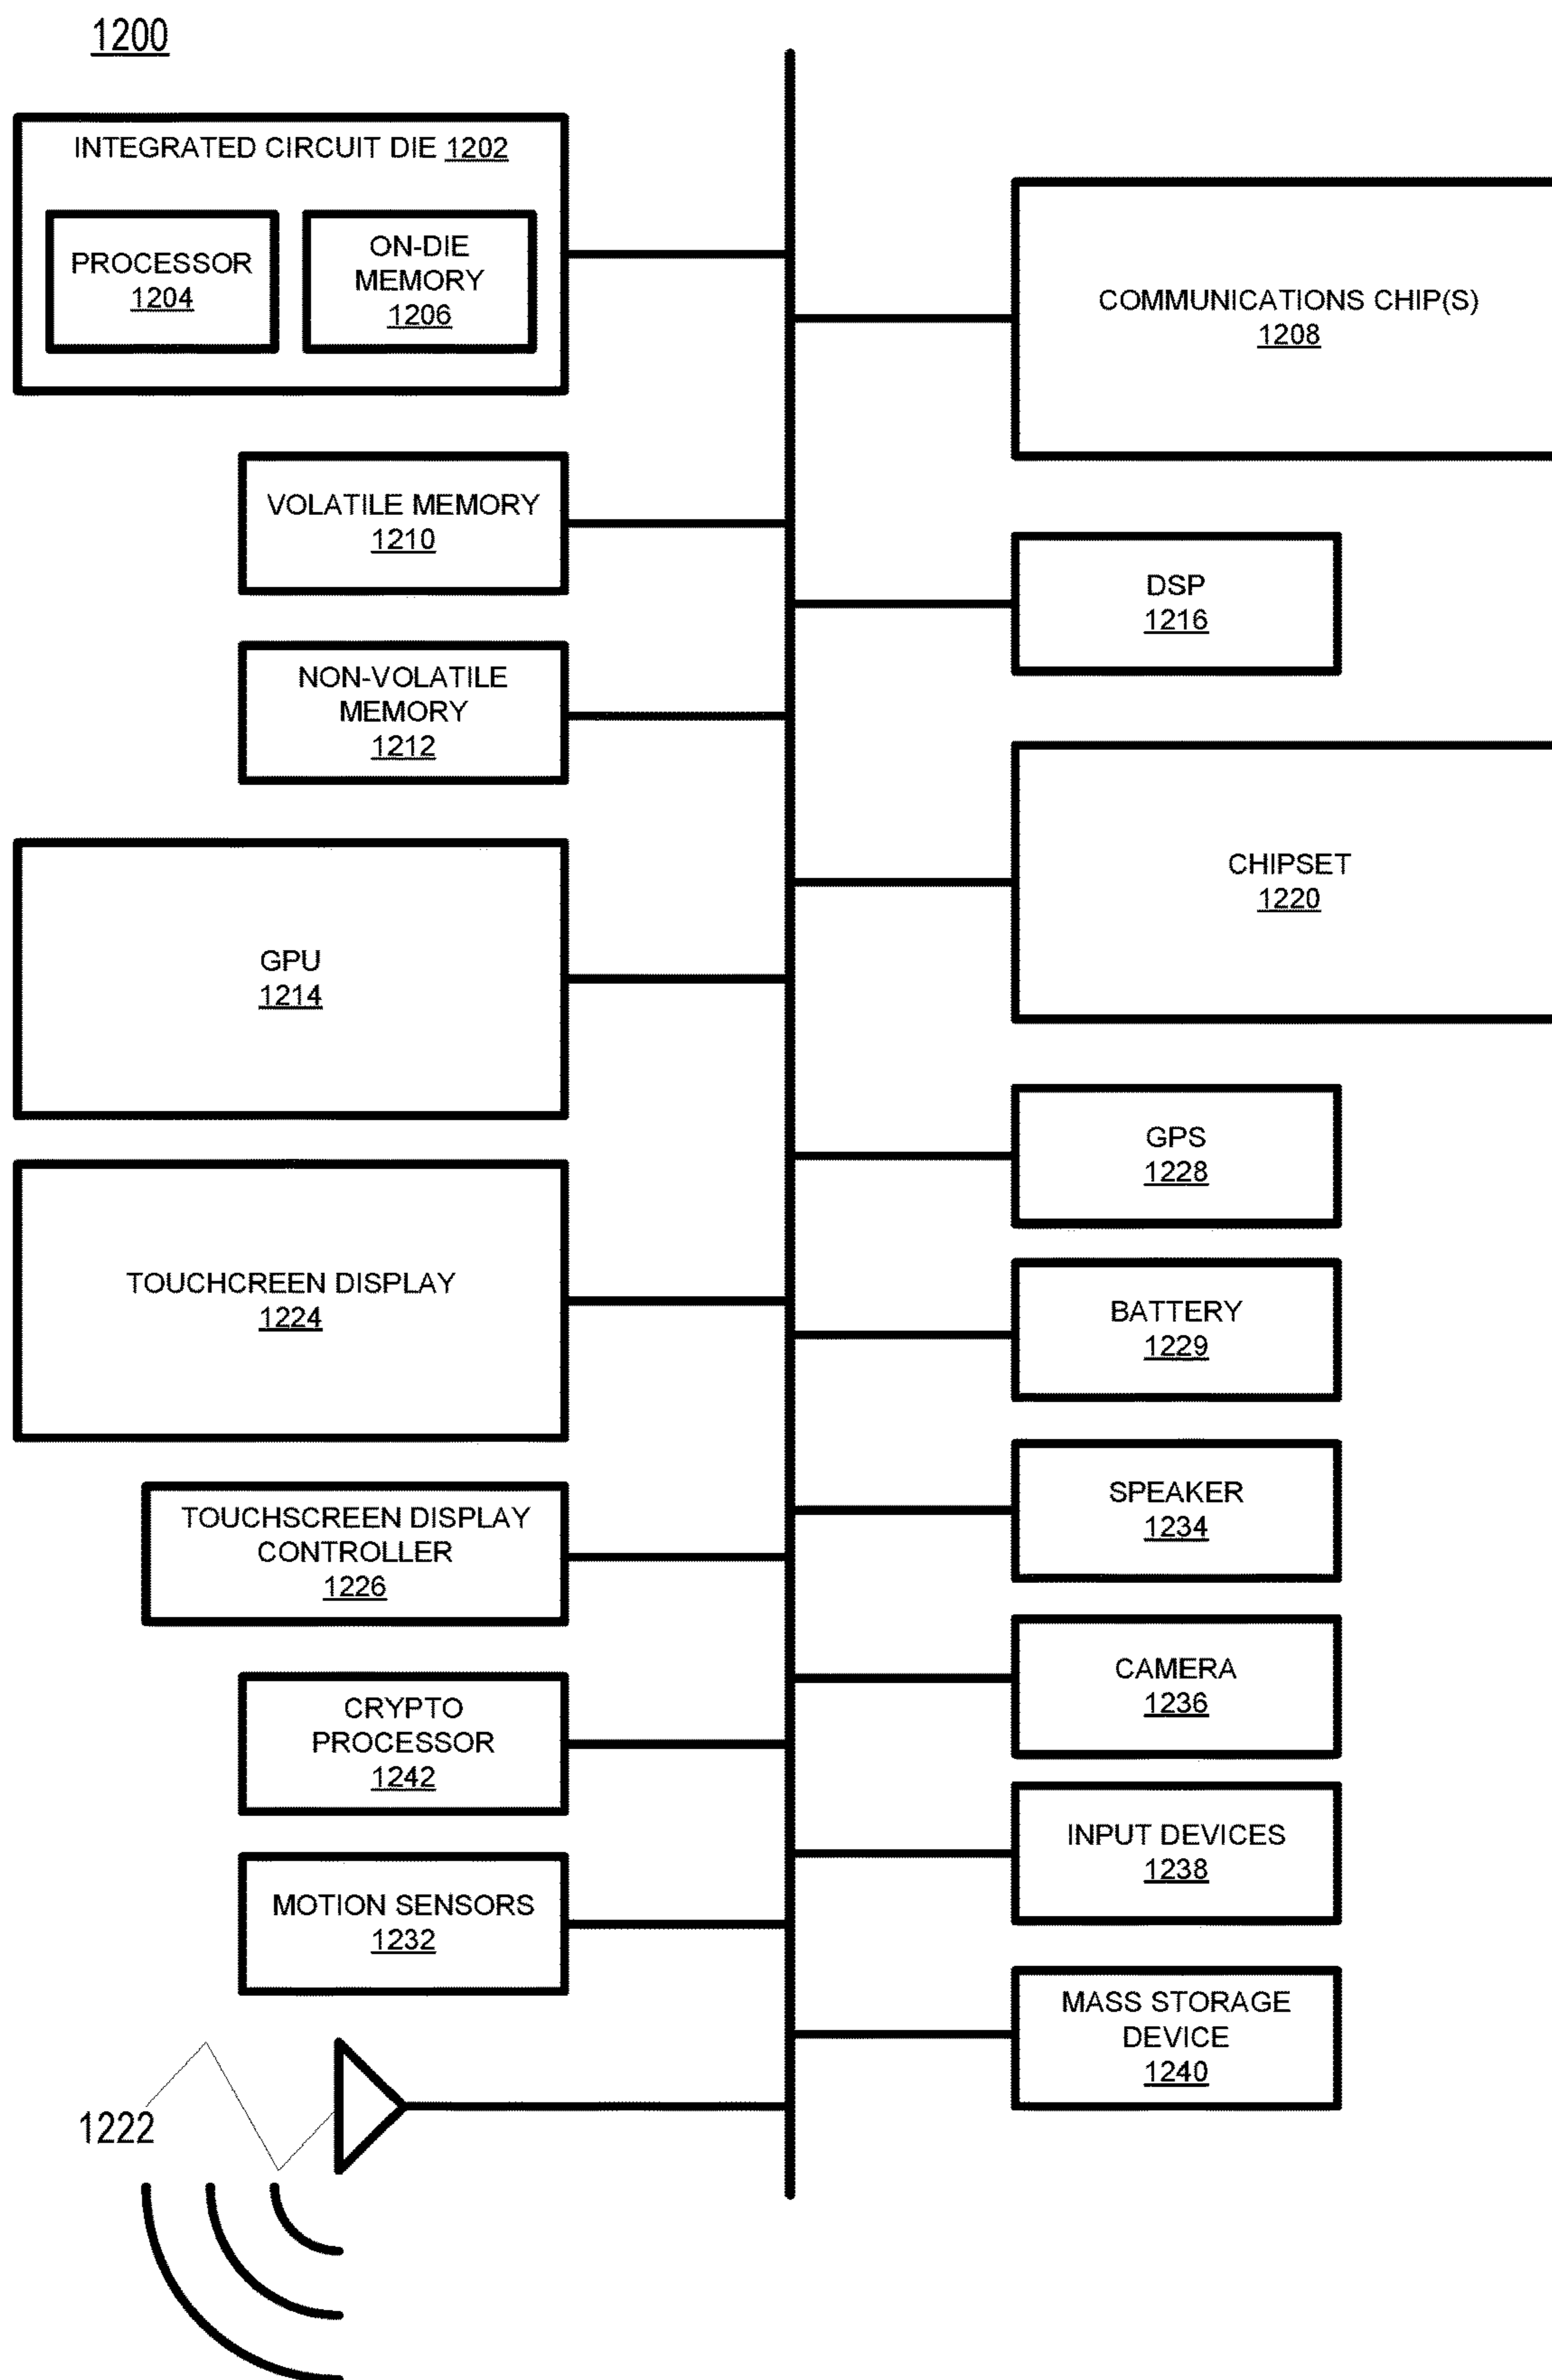 1200
INTEGRATED CIRCUIT DIE 1202
PROCESSOR
1204
ON-DIE
MEMORY
1206
COMMUNICATIONS CHIP(S)
1208
VOLATILE MEMORY
1210
DSP
1216
NON-VOLATILE
MEMORY
1212
CHIPSET
1220
GPU
1214
GPS
1228
TOUCHCREEN DISPLAY
1224
BATTERY
1229
SPEAKER
1234
TOUCHSCREEN DISPLAY
CONTROLLER
1226
CAMERA
1236
CRYPTO
PROCESSOR
1242
INPUT DEVICES
1238
MOTION SENSORS
1232
MASS STORAGE
DEVICE
1240
1222